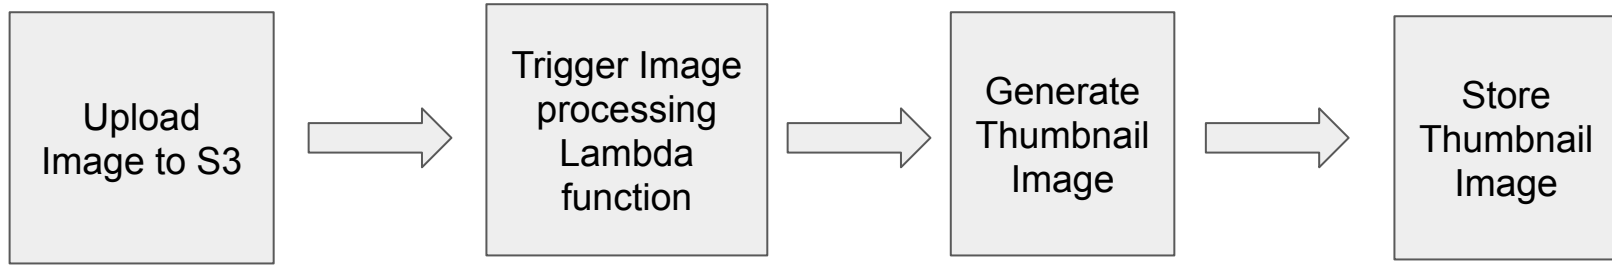 Upload
Image to S3
Trigger Image
processing
Lambda
function
Generate
Thumbnail
Image
Store
Thumbnail
Image